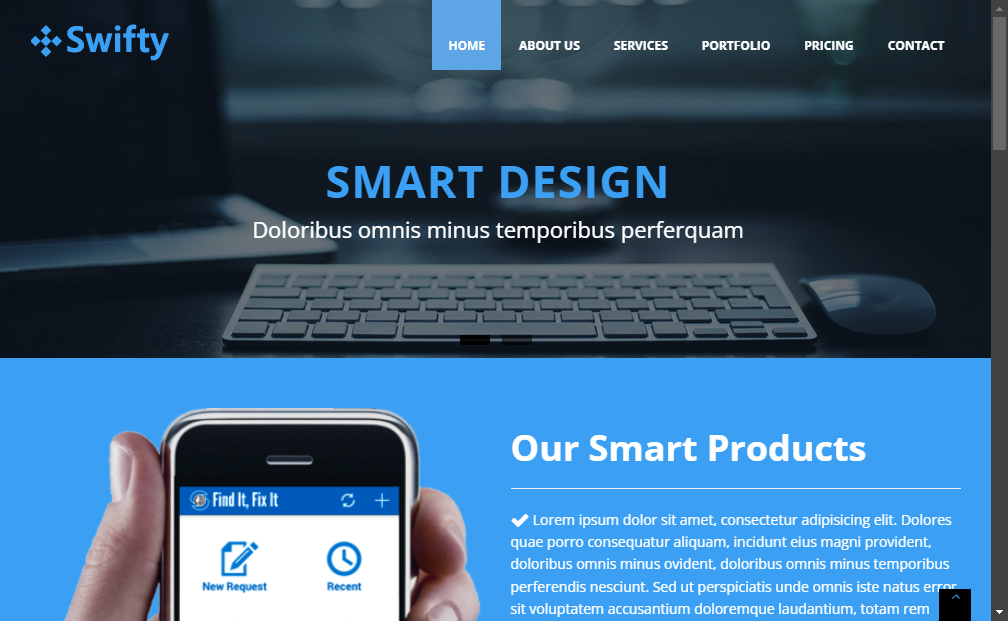 Swifty
HOME
ABOUT US
SERVICES
PORTFOLIO
PRICING
CONTACT
SMART DESIGN
Doloribus omnis minus temporibus perferquam
Find It, Fix It
New Request
Recent
Our Smart Products
Lorem ipsum dolor sit amet, consectetur adipisicing elit. Dolores
quae porro consequatur aliquam, incidunt eius magni provident,
doloribus omnis minus ovident, doloribus omnis minus temporibus
perferendis nesciunt. Sed ut perspiciatis unde omnis iste natus error
sit voluptatem accusantium doloremque laudantium, totam rem